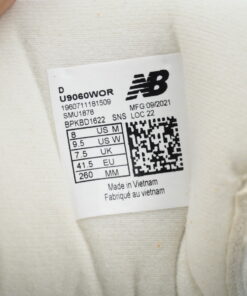 D
U9060WOR
NB
1960711181509
MFG 09/2021
SMU1878
BPKBD1622 SNS LOC 22
8 US M
9.5 US W
7.5 UK
41.5 EU
260 MM
Made in Vietnam
Fabriqué au Vietnam